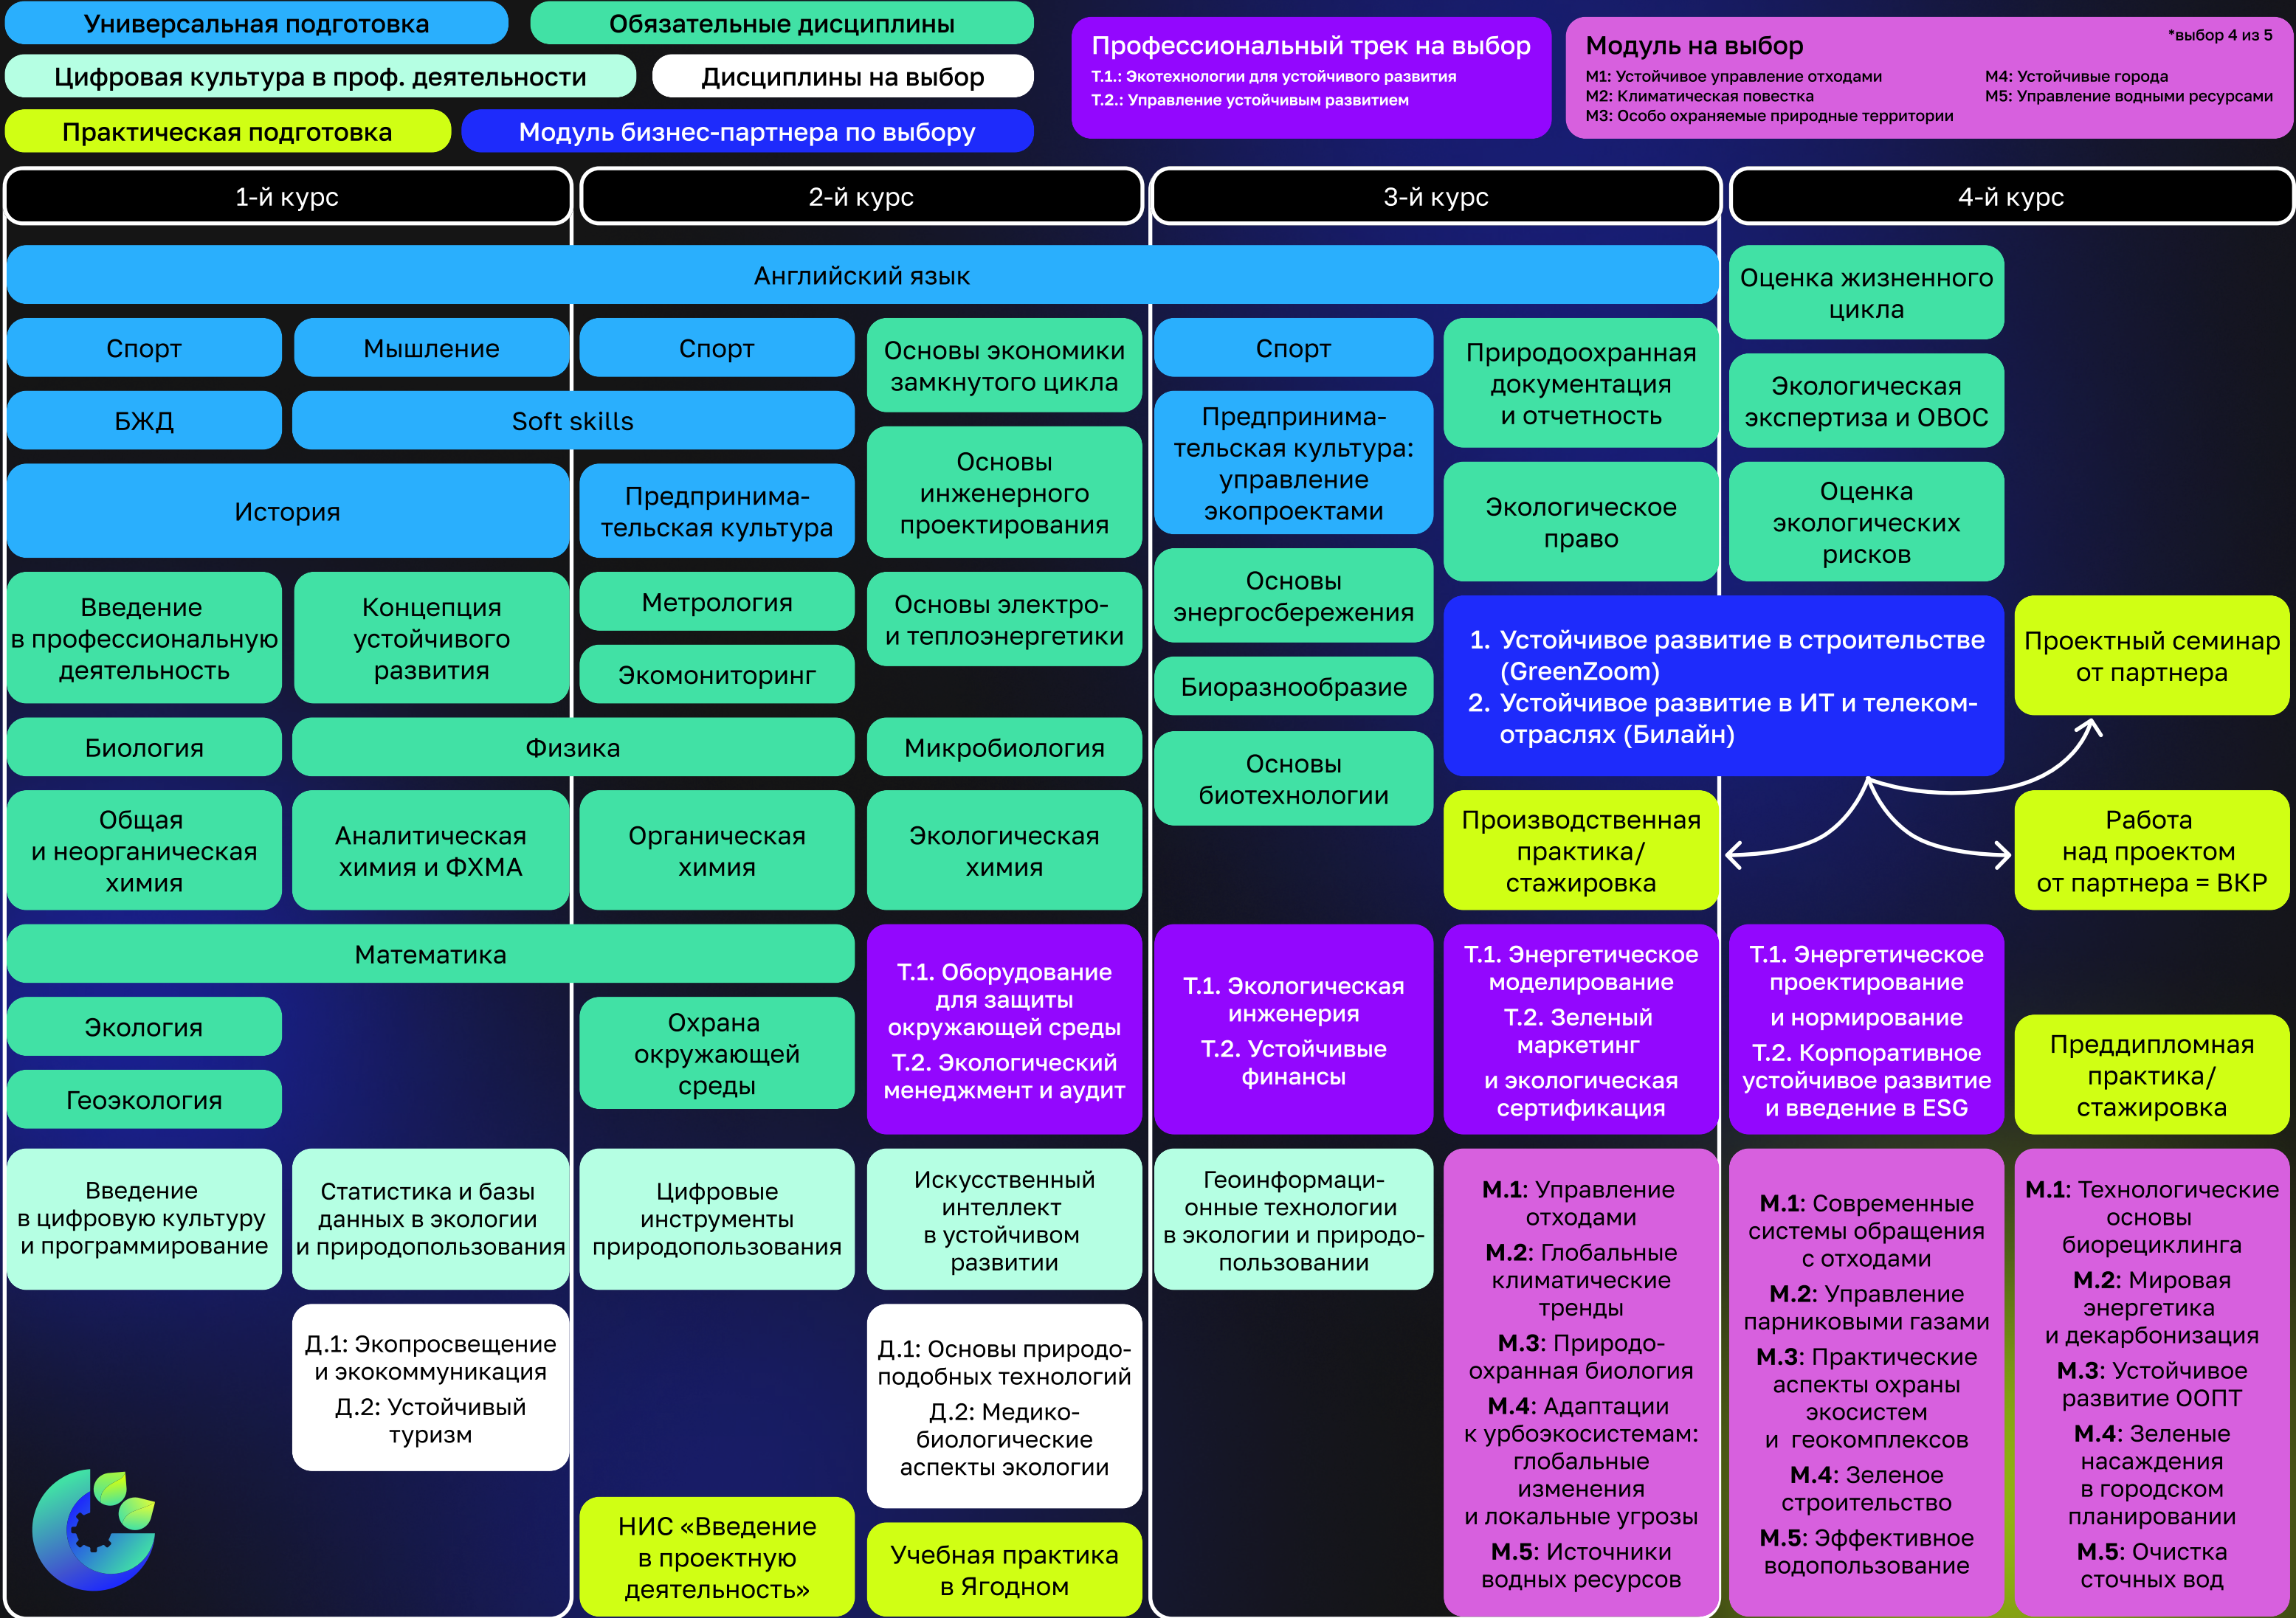 Универсальная подготовка
Обязательные дисциплины
Цифровая культура в проф. деятельности
Дисциплины на выбор
Практическая подготовка
Модуль бизнес-партнера по выбору
Профессиональный трек на выбор
Т.1.: Экотехнологии для устойчивого развития
Т.2.: Управление устойчивым развитием
Модуль на выбор
*выбор 4 из 5
М1: Устойчивое управление отходами
М2: Климатическая повестка
М3: Особо охраняемые природные территории
М4: Устойчивые города
М5: Управление водными ресурсами
1-й курс
2-й курс
3-й курс
4-й курс
Английский язык
Оценка жизненного
цикла
Спорт
Мышление
Спорт
Основы экономики
замкнутого цикла
Спорт
Природоохранная
документация
и отчетность
Экологическая
экспертиза и ОВОС
БЖД
Soft skills
Предпринима-
тельская культура:
управление
экопроектами
История
Предпринима-
тельская культура
Основы
инженерного
проектирования
Экологическое
право
Оценка
экологических
рисков
Введение
в профессиональную
деятельность
Концепция
устойчивого
развития
Метрология
Экомониторинг
Основы электро-
и теплоэнергетики
Основы
энергосбережения
Биоразнообразие
1. Устойчивое развитие в строительстве
(GreenZoom)
2. Устойчивое развитие в ИТ и телеком-
отраслях (Билайн)
Проектный семинар
от партнера
Биология
Физика
Микробиология
Основы
биотехнологии
Общая
и неорганическая
химия
Аналитическая
химия и ФХМА
Органическая
химия
Экологическая
химия
Производственная
практика/
стажировка
Работа
над проектом
от партнера = ВКР
Математика
Т.1. Оборудование
для защиты
окружающей среды
Т.2. Экологический
менеджмент и аудит
Т.1. Экологическая
инженерия
Т.2. Устойчивые
финансы
Т.1. Энергетическое
моделирование
Т.2. Зеленый
маркетинг
и экологическая
сертификация
Т.1. Энергетическое
проектирование
и нормирование
Т.2. Корпоративное
устойчивое развитие
и введение в ESG
Экология
Геоэкология
Охрана
окружающей
среды
Преддипломная
практика/
стажировка
Введение
в цифровую культуру
и программирование
Статистика и базы
данных в экологии
и природопользования
Цифровые
инструменты
природопользования
Искусственный
интеллект
в устойчивом
развитии
Геоинформаци-
онные технологии
в экологии и природо-
пользовании
М.1: Управление
отходами
М.2: Глобальные
климатические
тренды
М.3: Природо-
охранная биология
М.4: Адаптации
к урбоэкосистемам:
глобальные
изменения
и локальные угрозы
М.5: Источники
водных ресурсов
М.1: Современные
системы обращения
с отходами
М.2: Управление
парниковыми газами
М.3: Практические
аспекты охраны
экосистем
и геокомплексов
М.4: Зеленое
строительство
М.5: Эффективное
водопользование
М.1: Технологические
основы
биорециклинга
М.2: Мировая
энергетика
и декарбонизация
М.3: Устойчивое
развитие ООПТ
М.4: Зеленые
насаждения
в городском
планировании
М.5: Очистка
сточных вод
Д.1: Экопросвещение
и экокоммуникация
Д.2: Устойчивый
туризм
Д.1: Основы природо-
подобных технологий
Д.2: Медико-
биологические
аспекты экологии
НИС «Введение
в проектную
деятельность»
Учебная практика
в Ягодном